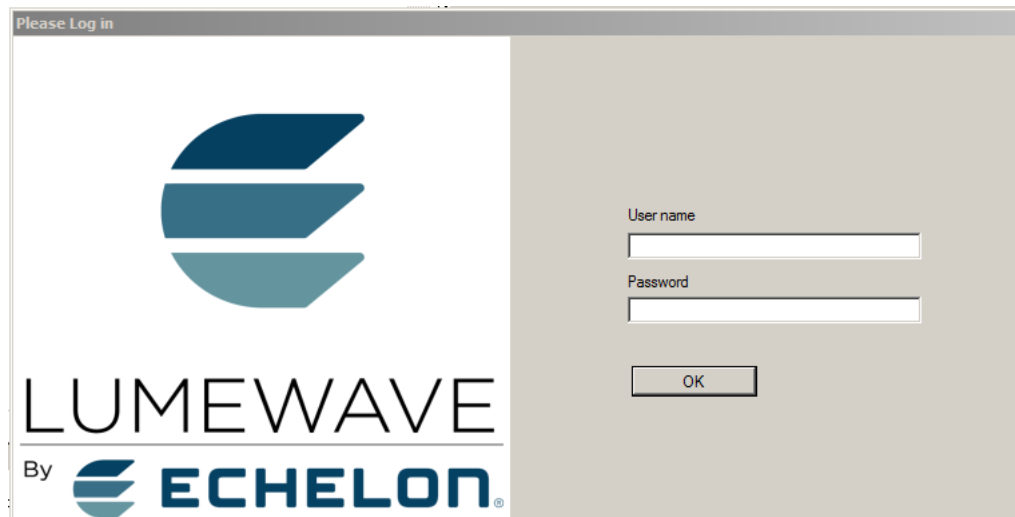 Please Log in
User name
Password
OK
LUMEWAVE
By ECHELON®